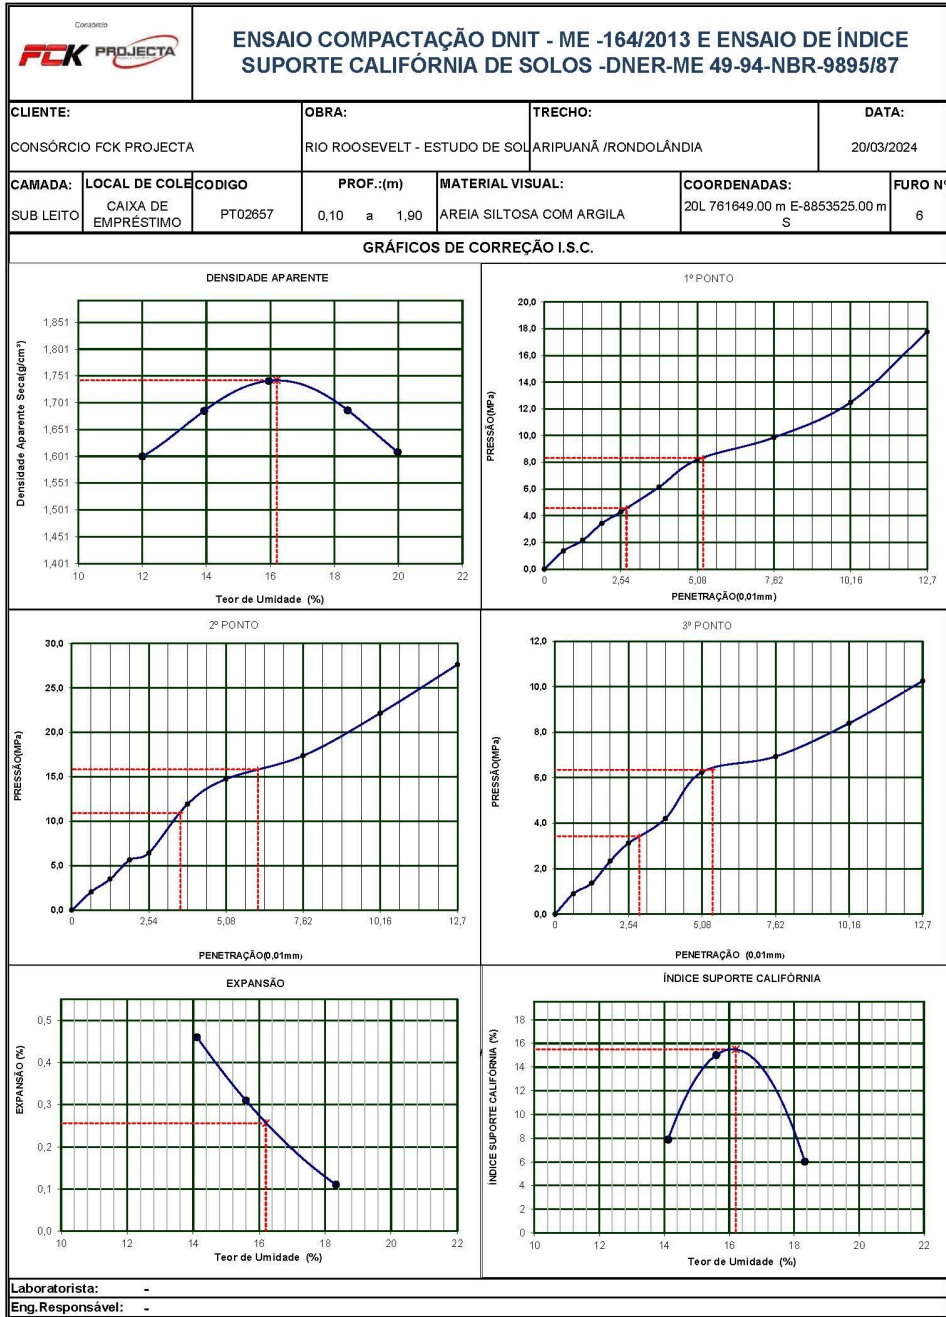 Consórcio
FCK PROJECTA
ENSAIO COMPACTAÇÃO DNIT - ME -164/2013 E ENSAIO DE ÍNDICE
SUPORTE CALIFÓRNIA DE SOLOS -DNER-ME 49-94-NBR-9895/87
CLIENTE: OBRA: TRECHO: DATA:
CONSÓRCIO FCK PROJECTA RIO ROOSEVELT - ESTUDO DE SOL ARIPUANÃ /RONDOLÂNDIA 20/03/2024
CAMADA: LOCAL DE COLE CODIGO PROF.:(m) MATERIAL VISUAL: COORDENADAS: FURO Nº
SUB LEITO CAIXA DE EMPRÉSTIMO PT02657 0,10 a 1,90 AREIA SILTOSA COM ARGILA 20L 761649.00 m E-8853525.00 m S 6
GRÁFICOS DE CORREÇÃO I.S.C.
DENSIDADE APARENTE
Densidade Aparente Seca(g/cm³)
1,851
1,801
1,751
1,701
1,651
1,601
1,551
1,501
1,451
1,401
10 12 14 16 18 20 22
Teor de Umidade (%)
1º PONTO
PRESSÃO(MPa)
20,0
18,0
16,0
14,0
12,0
10,0
8,0
6,0
4,0
2,0
0,0
0 2,54 5,08 7,62 10,16 12,7
PENETRAÇÃO(0,01mm)
2º PONTO
PRESSÃO(MPa)
30,0
25,0
20,0
15,0
10,0
5,0
0,0
0 2,54 5,08 7,62 10,16 12,7
PENETRAÇÃO(0,01mm)
3º PONTO
PRESSÃO(MPa)
12,0
10,0
8,0
6,0
4,0
2,0
0,0
0 2,54 5,08 7,62 10,16 12,7
PENETRAÇÃO (0,01mm)
EXPANSÃO
EXPANSÃO (%)
0,5
0,4
0,3
0,2
0,1
0,0
10 12 14 16 18 20 22
Teor de Umidade (%)
ÍNDICE SUPORTE CALIFÓRNIA
ÍNDICE SUPORTE CALIFÓRNIA (%)
18
16
14
12
10
8
6
4
2
0
10 12 14 16 18 20 22
Teor de Umidade (%)
Laboratorista: -
Eng.Responsável: -